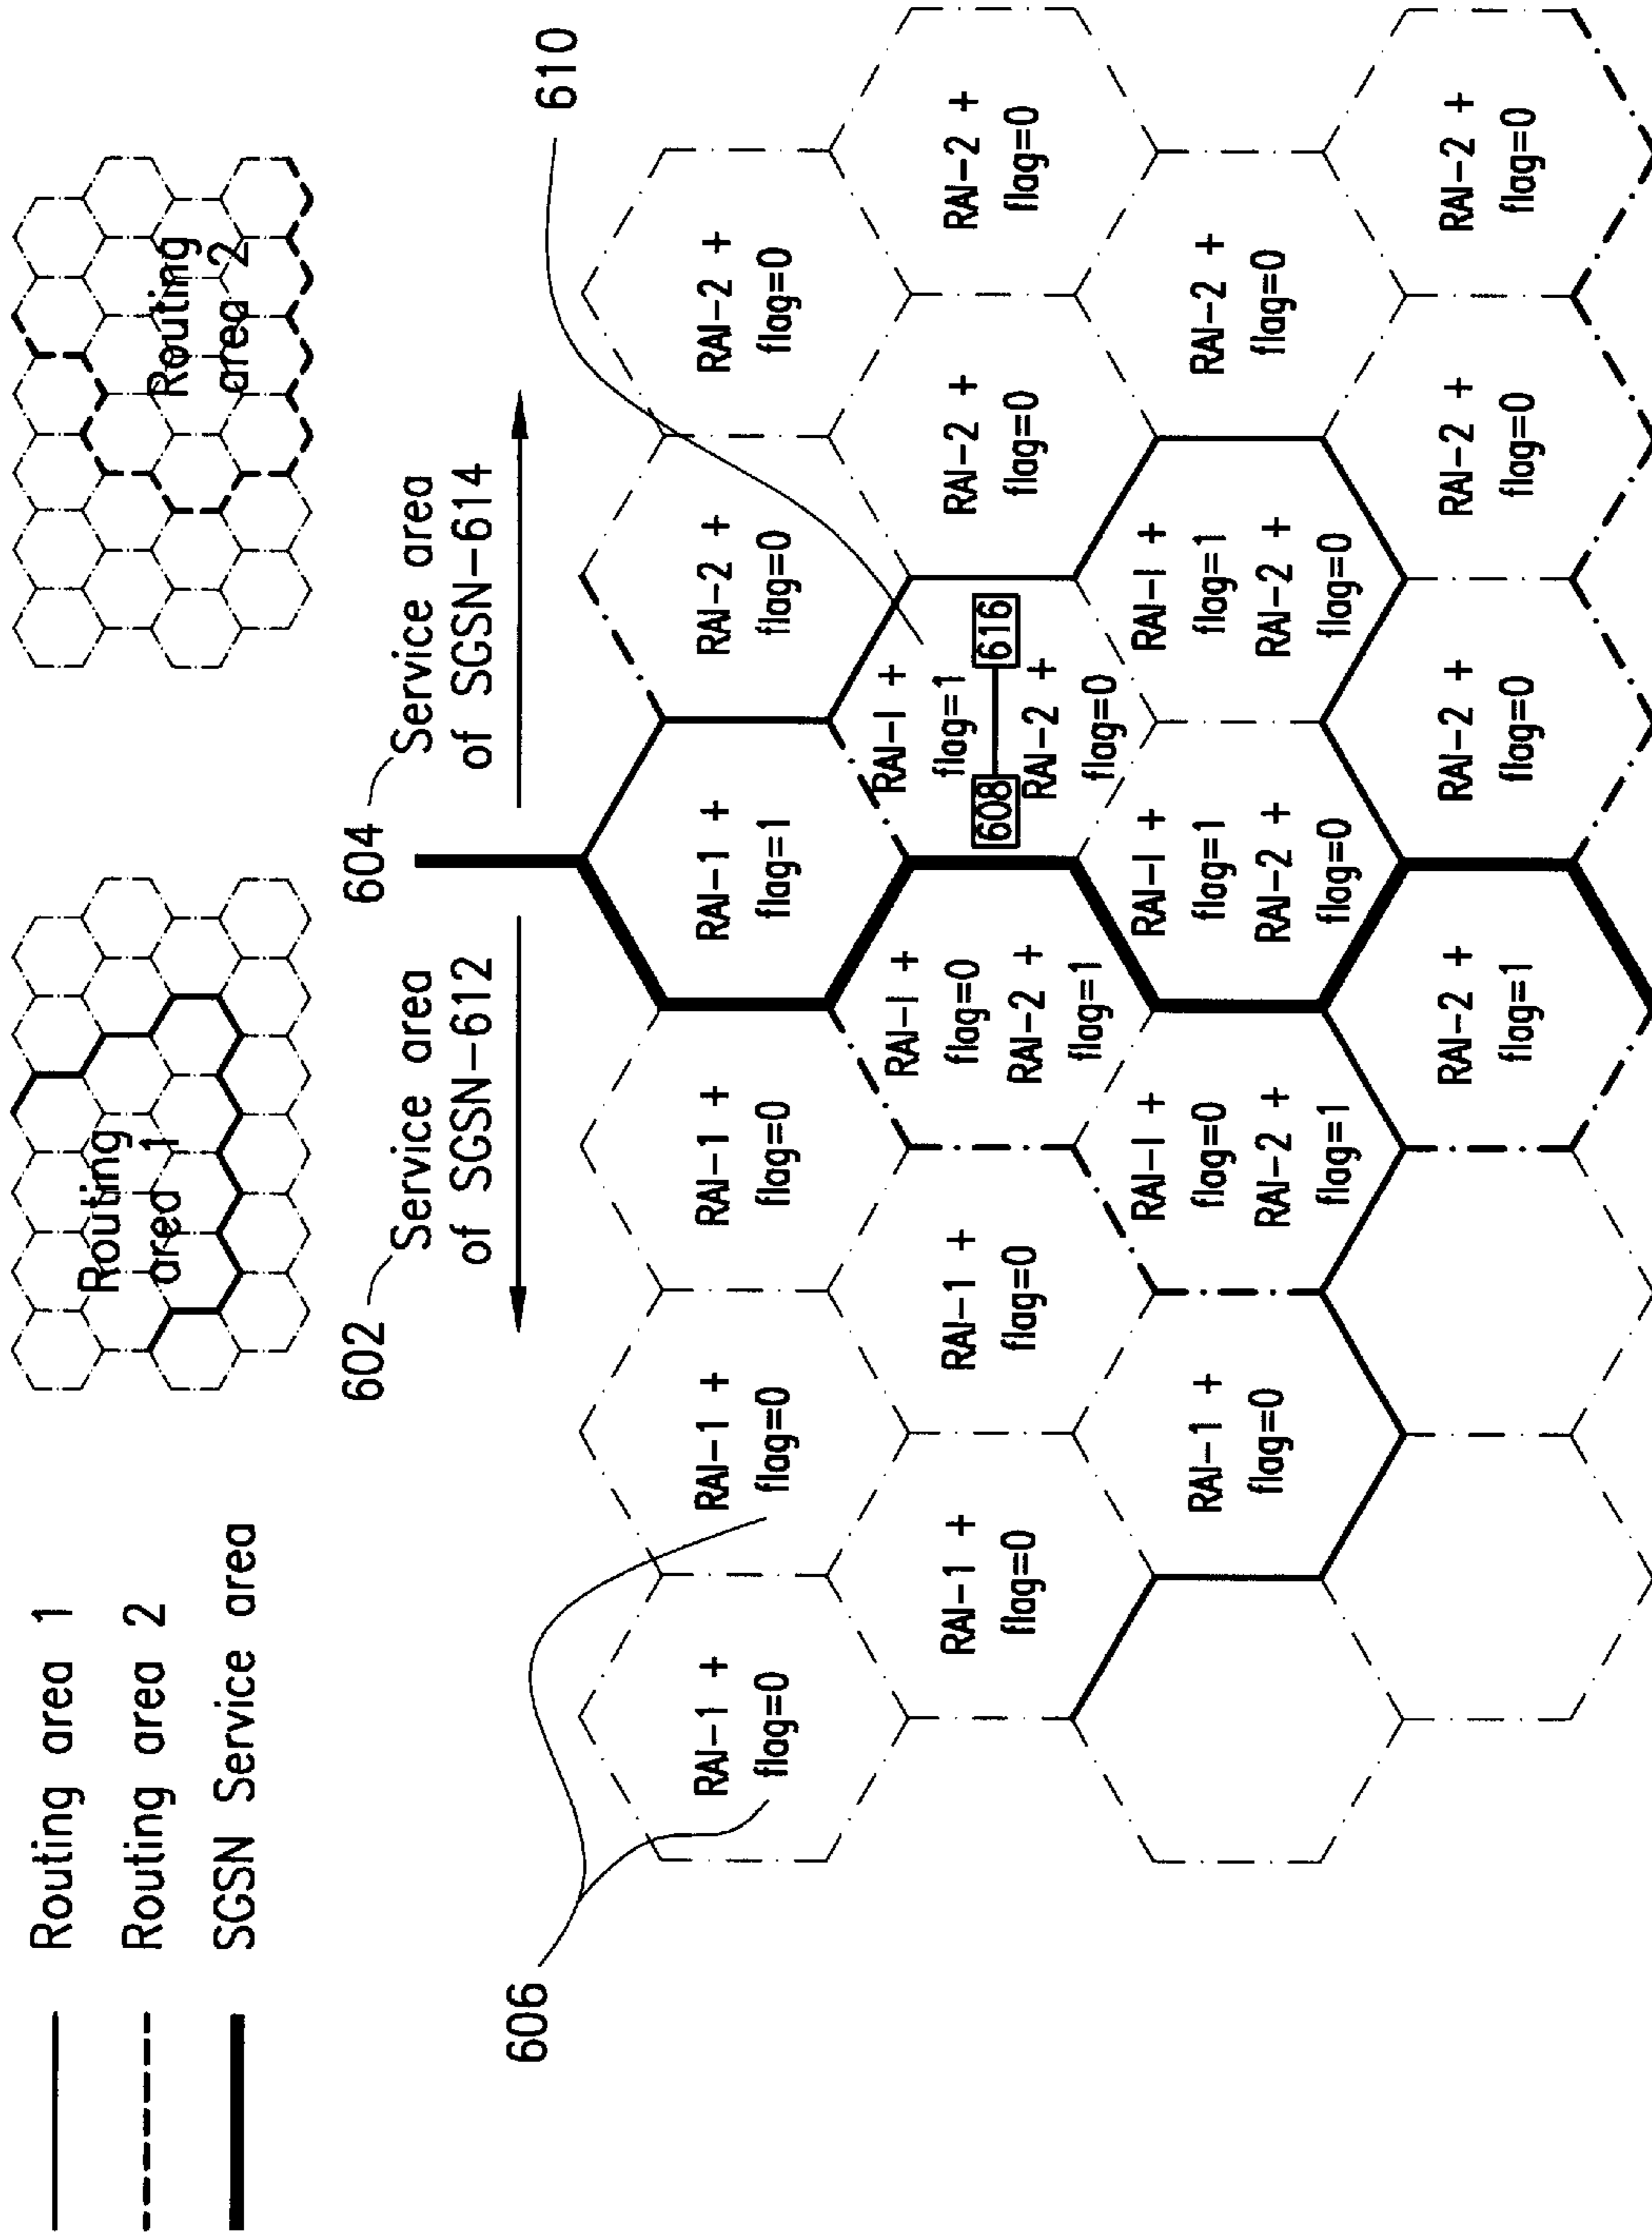 Routing area 1
Routing area 2
SGSN Service area
Routing
area 1
Routing
area 2
602
Service area
of SGSN-612
604
Service area
of SGSN-614
606
610
RAI-1 +
flag=0
RAI-1 +
flag=0
RAI-1 +
flag=0
RAI-1 +
flag=1
RAI-2 +
flag=0
RAI-2 +
flag=0
RAI-1 +
flag=0
RAI-1 +
flag=0
RAI-1 +
flag=0
RAI-2 +
flag=1
RAI-1 +
flag=1
608
616
RAI-2 +
flag=0
RAI-2 +
flag=0
RAI-2 +
flag=0
RAI-1 +
flag=0
RAI-1 +
flag=0
RAI-2 +
flag=1
RAI-1 +
flag=1
RAI-2 +
flag=0
RAI-1 +
flag=1
RAI-2 +
flag=0
RAI-2 +
flag=0
RAI-2 +
flag=1
RAI-2 +
flag=0
RAI-2 +
flag=0
RAI-2 +
flag=0